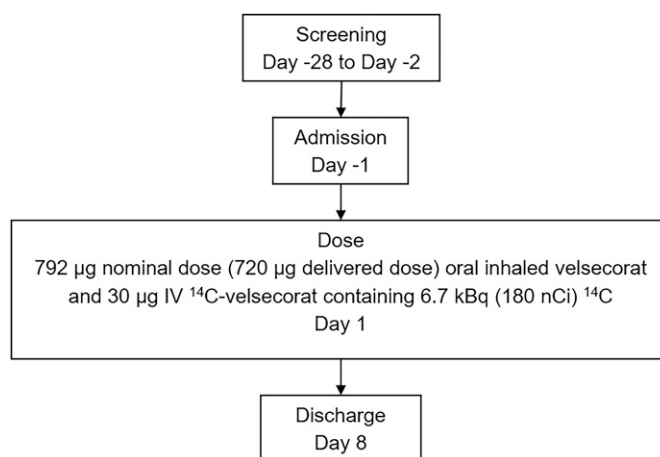 Screening
Day -28 to Day -2
Admission
Day -1
Dose
792 µg nominal dose (720 µg delivered dose) oral inhaled velsecorat
and 30 µg IV ¹⁴C-velsecorat containing 6.7 kBq (180 nCi) ¹⁴C
Day 1
Discharge
Day 8